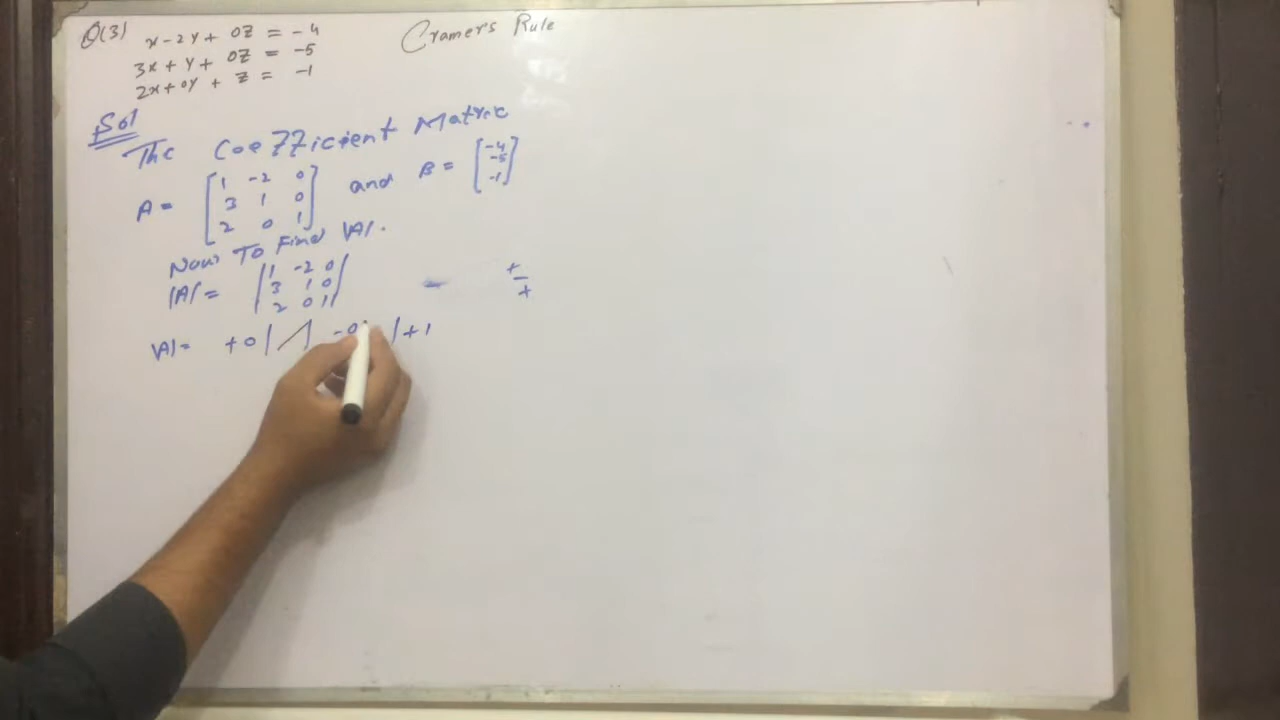 Q(3) x-2y+ 0z = -4
3x+y+ 0z = -5
2x+0y + z = -1
Cramer's Rule
Sol
The Coefficient Matric
A = [1 -2 0
3 1 0
2 0 1] and B = [-4
-5
-1]
Now To Find |A|.
|A| = |1 -2 0
3 1 0
2 0 1|
- +
-
+
|A| = +0| | -0 | +1